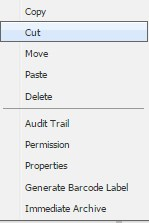 Copy
Cut
Move
Paste
Delete
Audit Trail
Permission
Properties
Generate Barcode Label
Immediate Archive